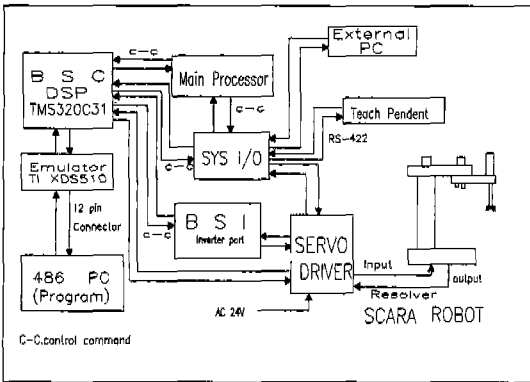 External
PC
C-C
B S C
DSP
TMS320C31
Main Processor
C-C
Teach Pendent
RS-422
SYS I/O
C-C
Emulator
TI XDS510
12 pin
Connector
B S I
Inverter port
C-C
SERVO
DRIVER
Input
output
Resolver
486 PC
(Program)
AC 24V
SCARA ROBOT
C-C.control command